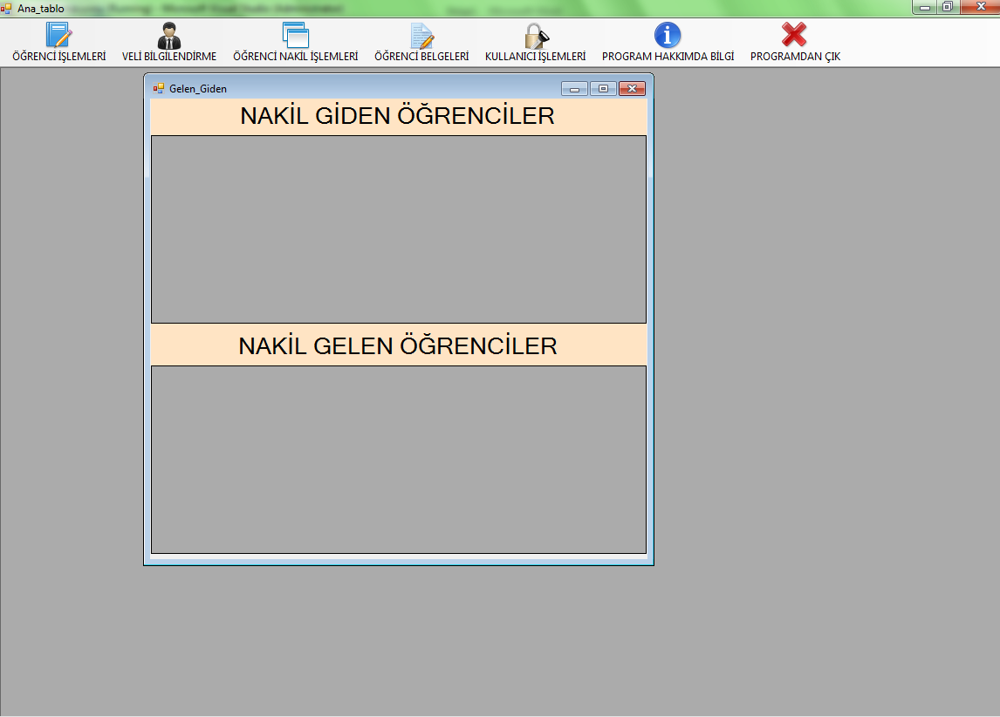 Ana_tablo
ÖĞRENCİ İŞLEMLERİ VELİ BİLGİLENDİRME ÖĞRENCİ NAKİL İŞLEMLERİ ÖĞRENCİ BELGELERİ KULLANICI İŞLEMLERİ PROGRAM HAKKIMDA BİLGİ PROGRAMDAN ÇIK
Gelen_Giden
NAKİL GİDEN ÖĞRENCİLER
NAKİL GELEN ÖĞRENCİLER